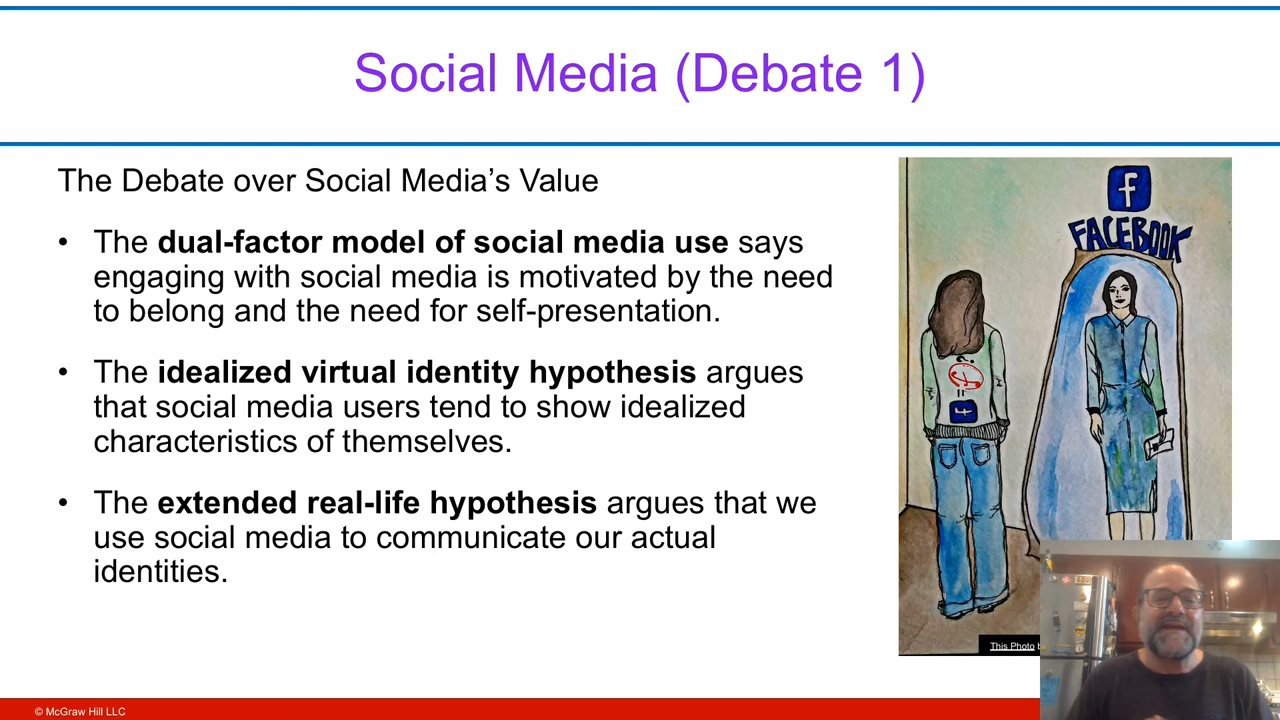 Social Media (Debate 1)
The Debate over Social Media’s Value
• The dual-factor model of social media use says
engaging with social media is motivated by the need
to belong and the need for self-presentation.
• The idealized virtual identity hypothesis argues
that social media users tend to show idealized
characteristics of themselves.
• The extended real-life hypothesis argues that we
use social media to communicate our actual
identities.
f
FACEBOOK
This Photo
© McGraw Hill LLC